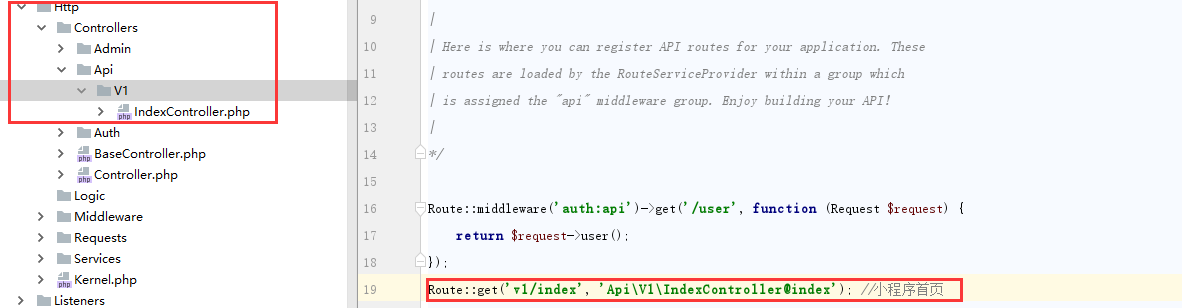 Http
Controllers
Admin
Api
V1
IndexController.php
Auth
BaseController.php
Controller.php
Logic
Middleware
Requests
Services
Kernel.php
Listeners
9 |
10 | Here is where you can register API routes for your application. These
11 | routes are loaded by the RouteServiceProvider within a group which
12 | is assigned the "api" middleware group. Enjoy building your API!
13 |
14 */
15
16 Route::middleware('auth:api')->get('/user', function (Request $request) {
17 return $request->user();
18 });
19 Route::get('v1/index', 'Api\V1\IndexController@index'); //小程序首页